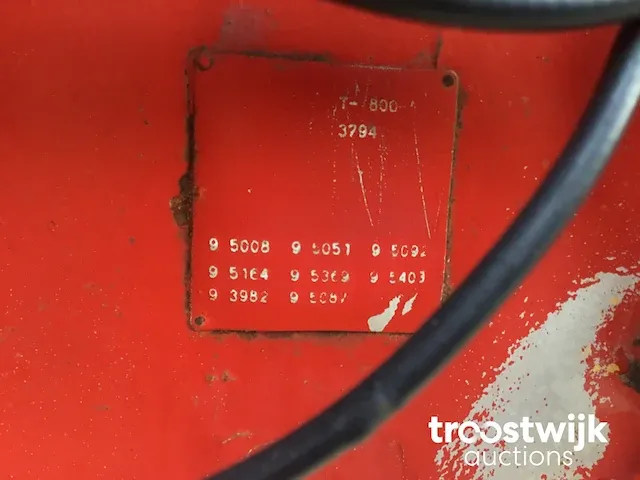 T-800
3794
9 5008 9 5051 9 5092
9 5164 9 5369 9 5403
9 3982 9 5087
troostwijk
auctions